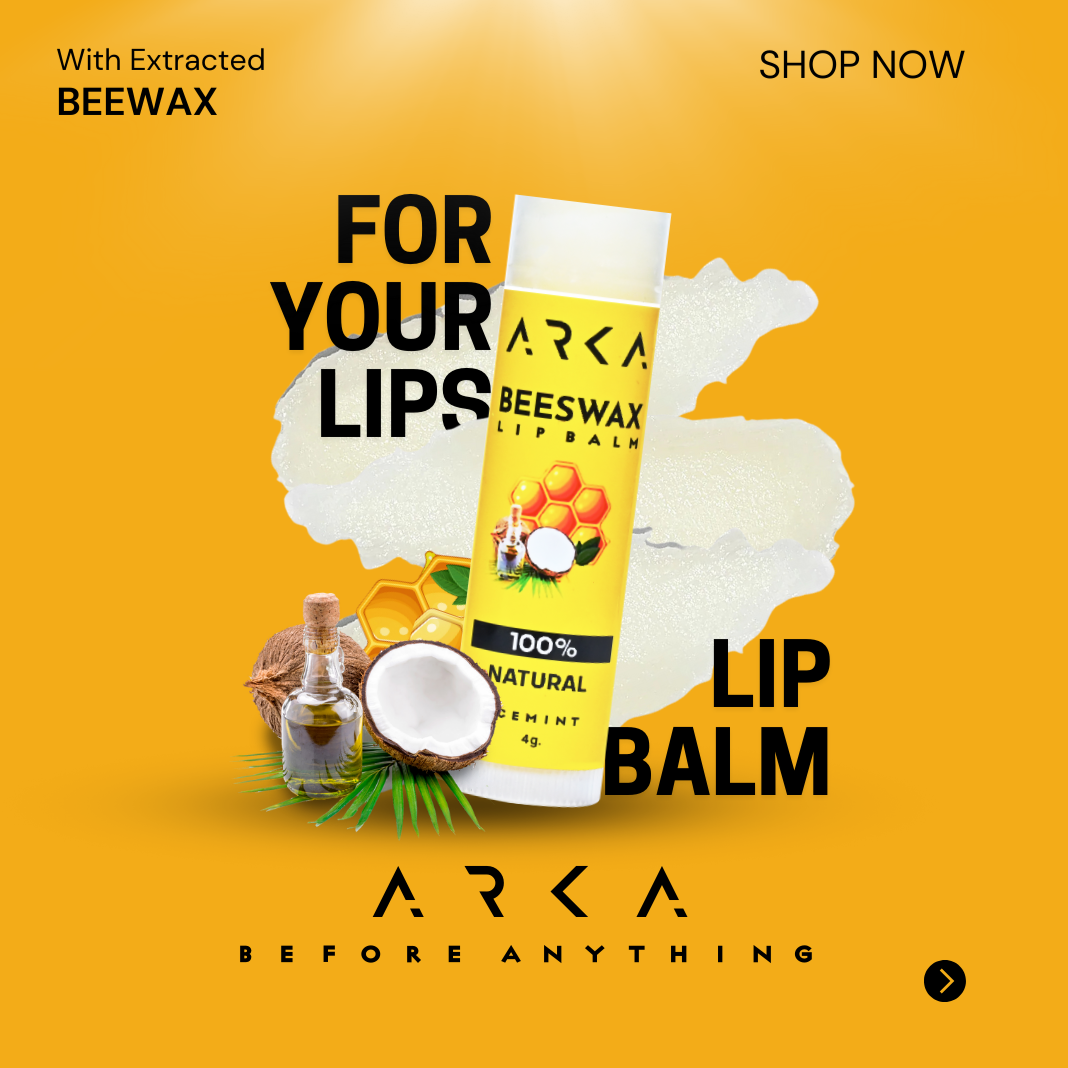 With Extracted
BEEWAX
SHOP NOW
FOR
YOUR
LIPS
ARKA
BEESWAX
LIP BALM
100%
NATURAL
CEMINT
4g.
LIP
BALM
ARKA
BEFORE ANYTHING